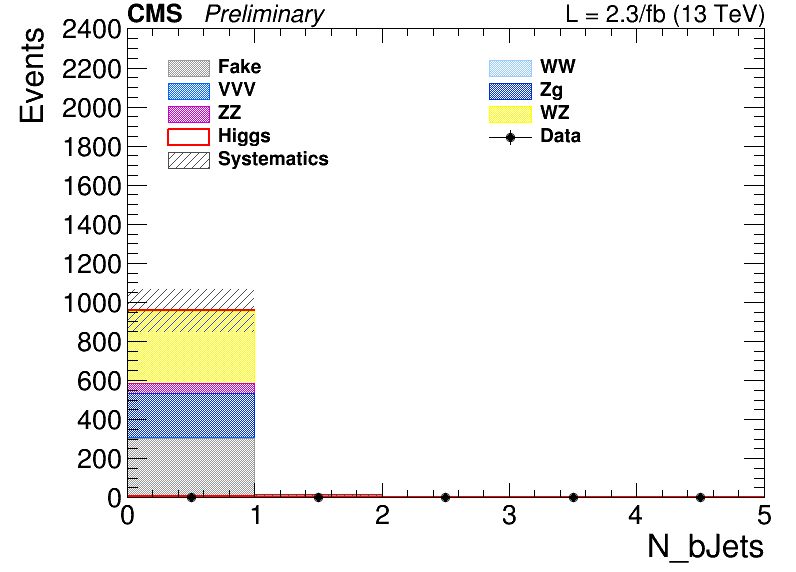 CMS Preliminary L = 2.3/fb (13 TeV)
Events
2400
2200
2000
1800
1600
1400
1200
1000
800
600
400
200
0
Fake WW
VVV Zg
ZZ WZ
Higgs Data
Systematics
0 1 2 3 4 5
N_bJets